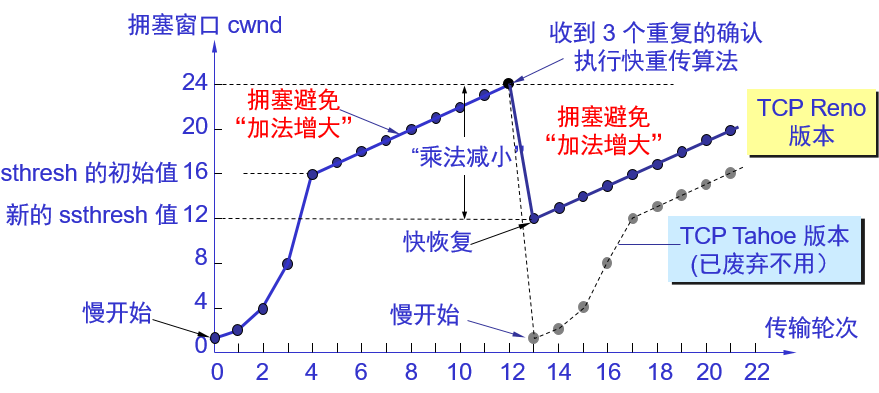 拥塞窗口 cwnd
收到 3 个重复的确认
执行快重传算法
24
拥塞避免
“加法增大”
拥塞避免
“加法增大”
TCP Reno
版本
20
“乘法减小”
sthresh 的初始值 16
新的 ssthresh 值 12
快恢复
TCP Tahoe 版本
(已废弃不用）
8
4
慢开始
慢开始
传输轮次
0
0 2 4 6 8 10 12 14 16 18 20 22